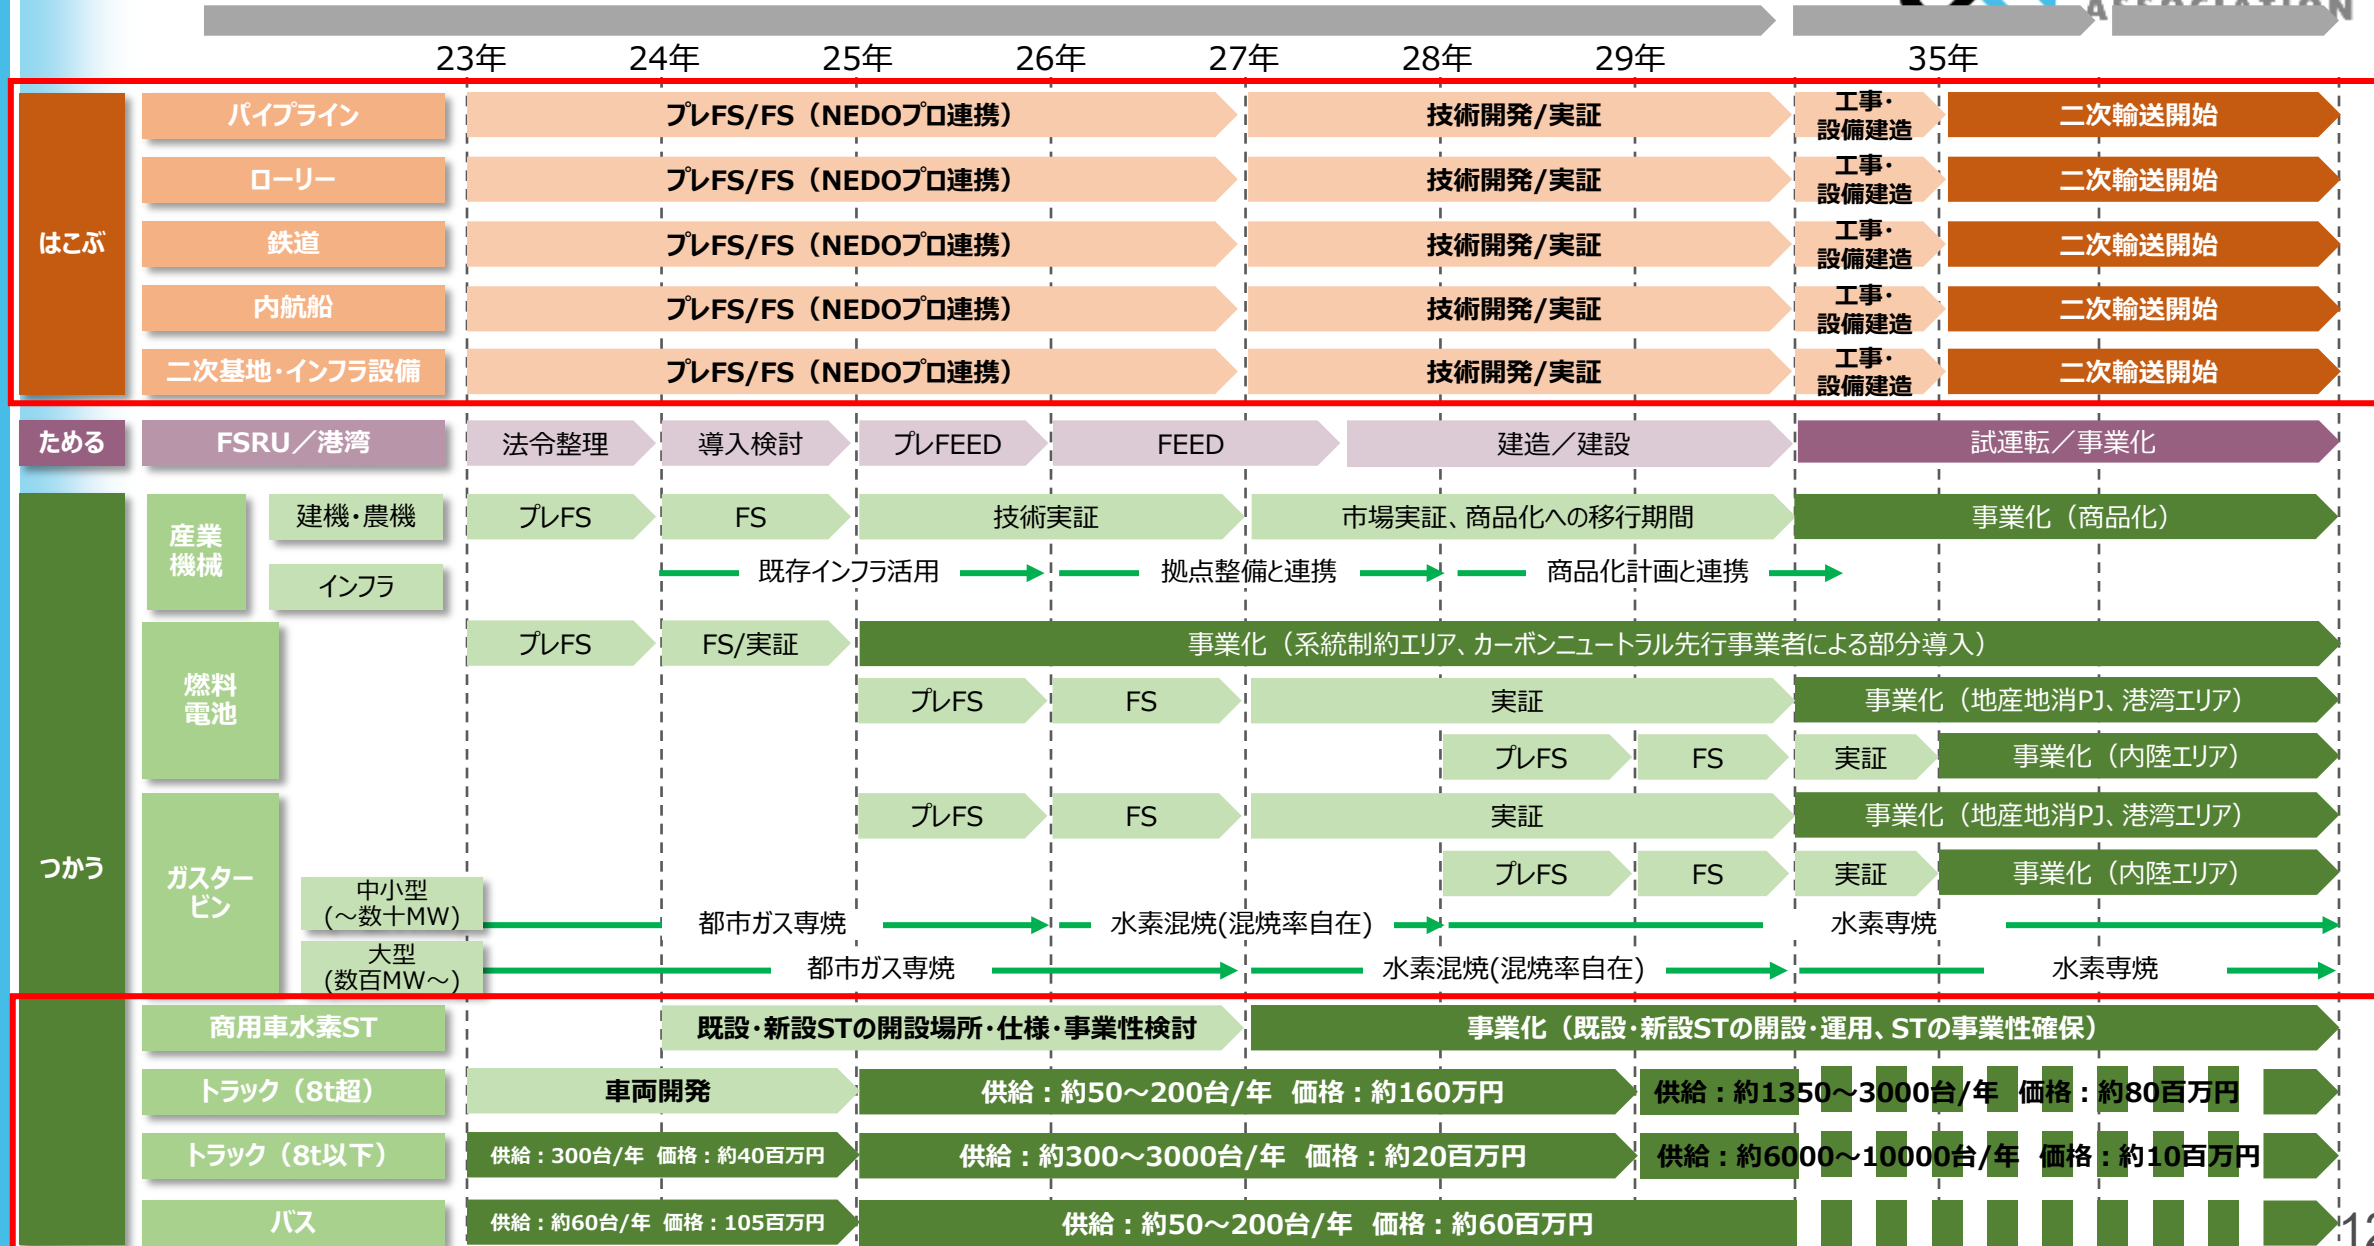 ASSOCIATION
23年 24年 25年 26年 27年 28年 29年 35年
はこぶ
パイプライン
プレFS/FS（NEDOプロ連携）
技術開発/実証
工事・
設備建造
二次輸送開始
ローリー
プレFS/FS（NEDOプロ連携）
技術開発/実証
工事・
設備建造
二次輸送開始
鉄道
プレFS/FS（NEDOプロ連携）
技術開発/実証
工事・
設備建造
二次輸送開始
内航船
プレFS/FS（NEDOプロ連携）
技術開発/実証
工事・
設備建造
二次輸送開始
二次基地・インフラ設備
プレFS/FS（NEDOプロ連携）
技術開発/実証
工事・
設備建造
二次輸送開始
ためる
FSRU／港湾
法令整理
導入検討
プレFEED
FEED
建造／建設
試運転／事業化
つかう
産業
機械
建機・農機
プレFS
FS
技術実証
市場実証、商品化への移行期間
事業化（商品化）
インフラ
既存インフラ活用
拠点整備と連携
商品化計画と連携
燃料
電池
プレFS
FS/実証
事業化（系統制約エリア、カーボンニュートラル先行事業者による部分導入）
プレFS
FS
実証
事業化（地産地消PJ、港湾エリア）
プレFS
FS
実証
事業化（内陸エリア）
ガスター
ビン
プレFS
FS
実証
事業化（地産地消PJ、港湾エリア）
プレFS
FS
実証
事業化（内陸エリア）
中小型
(～数十MW)
都市ガス専焼
水素混焼(混焼率自在)
水素専焼
大型
(数百MW～)
都市ガス専焼
水素混焼(混焼率自在)
水素専焼
商用車水素ST
既設・新設STの開設場所・仕様・事業性検討
事業化（既設・新設STの開設・運用、STの事業性確保）
トラック（8t超）
車両開発
供給：約50～200台/年 価格：約160万円
供給：約1350～3000台/年 価格：約80百万円
トラック（8t以下）
供給：300台/年 価格：約40百万円
供給：約300～3000台/年 価格：約20百万円
供給：約6000～10000台/年 価格：約10百万円
バス
供給：約60台/年 価格：105百万円
供給：約50～200台/年 価格：約60百万円
12